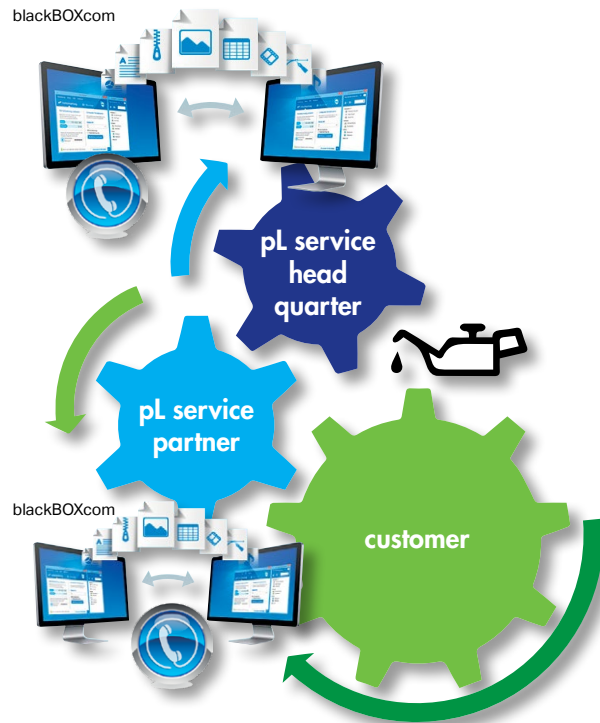 blackBOXcom
pL service
head
quarter
pL service
partner
blackBOXcom
customer